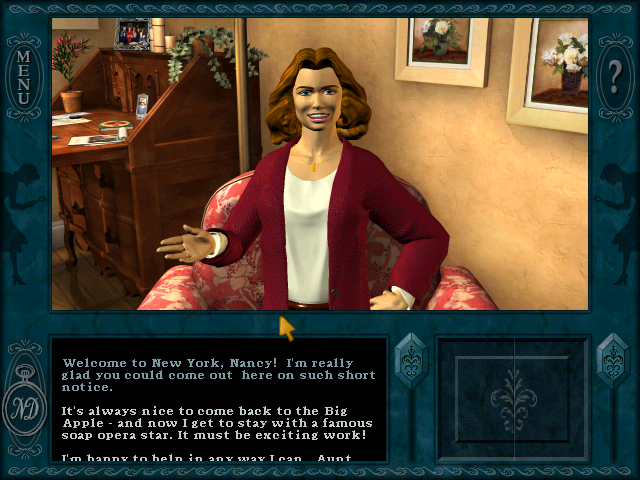 MENU
?
Welcome to New York, Nancy!  I'm really
glad you could come out  here on such short
notice.
It's always nice to come back to the Big
Apple - and now I get to stay with a famous
soap opera star. It must be exciting work!
I'm happy to help in any way I can,  Aunt
ND